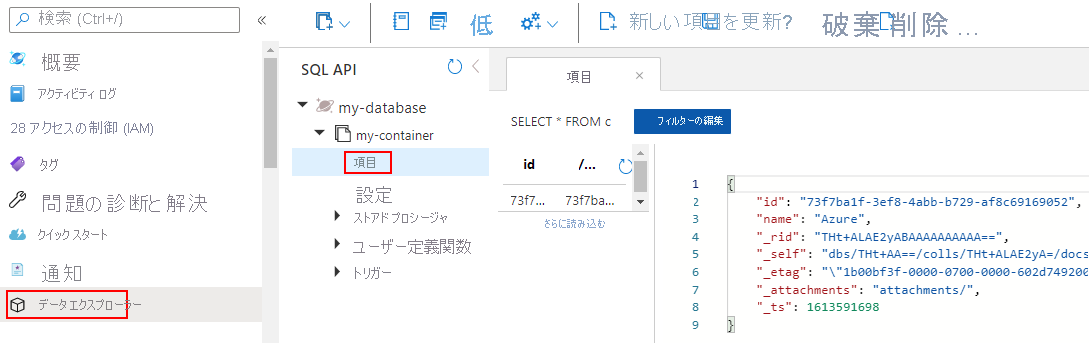 検索 (Ctrl+/)
概要
アクティビティ ログ
28 アクセスの制御 (IAM)
タグ
問題の診断と解決
クイック スタート
通知
データ エクスプローラー
低
新しい項目を更新?
破棄 削除 ...
SQL API
my-database
my-container
項目
設定
ストアド プロシージャ
ユーザー定義関数
トリガー
項目
SELECT * FROM c
フィルターの編集
id /...
73f7... 73f7ba...
さらに読み込む
1 {
2 "id": "73f7ba1f-3ef8-4abb-b729-af8c69169052",
3 "name": "Azure",
4 "_rid": "THt+ALAE2yABAAAAAAAAAA==",
5 "_self": "dbs/THt+AA==/colls/THt+ALAE2yA=/docs
6 "_etag": "\"1b00bf3f-0000-0700-0000-602d749200
7 "_attachments": "attachments/",
8 "_ts": 1613591698
9 }